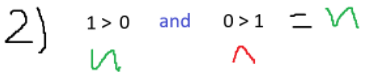 2) 1 > 0 and 0 > 1 = и
и л